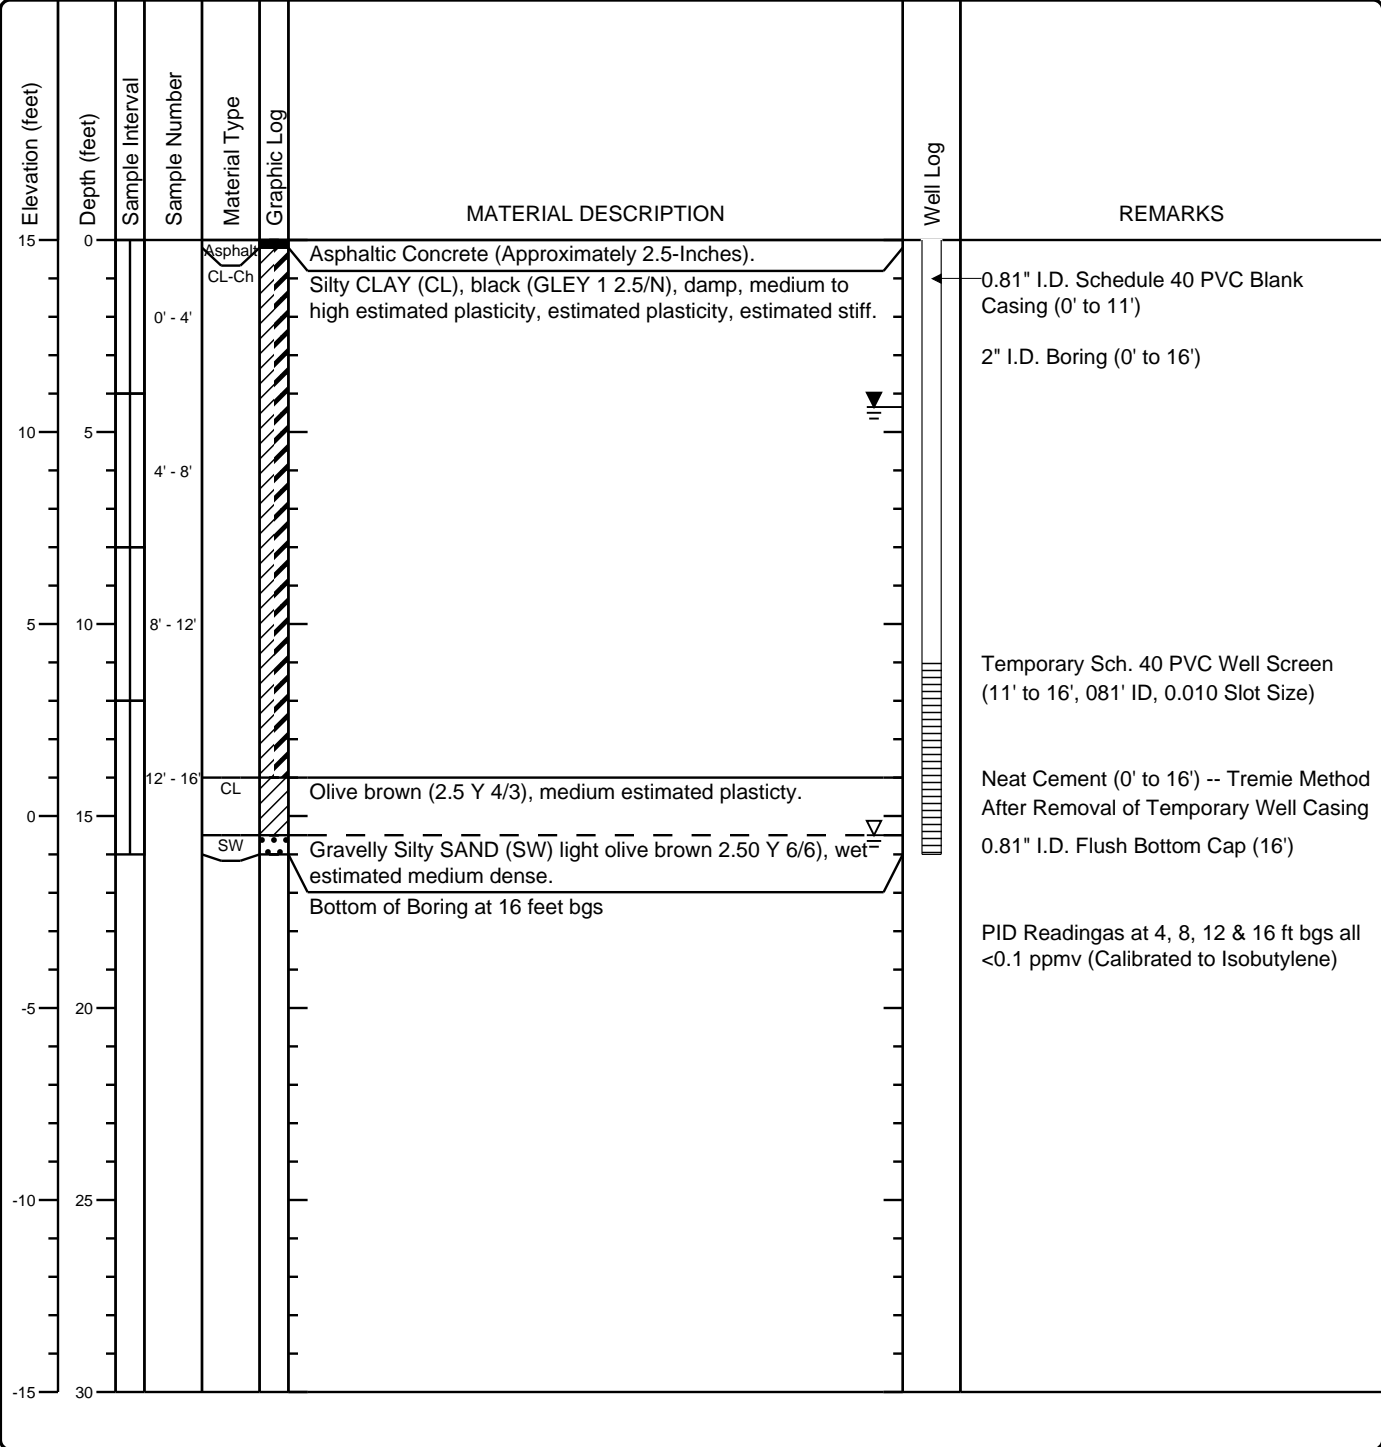 Elevation (feet)
Depth (feet)
Sample Interval
Sample Number
Material Type
Graphic Log
MATERIAL DESCRIPTION
Well Log
REMARKS
15
0
Asphalt
Asphaltic Concrete (Approximately 2.5-Inches).
CL-Ch
Silty CLAY (CL), black (GLEY 1 2.5/N), damp, medium to
high estimated plasticity, estimated plasticity, estimated stiff.
0.81" I.D. Schedule 40 PVC Blank
Casing (0' to 11')
0' - 4'
2" I.D. Boring (0' to 16')
10
5
4' - 8'
5
10
8' - 12'
Temporary Sch. 40 PVC Well Screen
(11' to 16', 081' ID, 0.010 Slot Size)
12' - 16'
CL
Olive brown (2.5 Y 4/3), medium estimated plasticty.
Neat Cement (0' to 16') -- Tremie Method
After Removal of Temporary Well Casing
0
15
SW
Gravelly Silty SAND (SW) light olive brown 2.50 Y 6/6), wet
estimated medium dense.
0.81" I.D. Flush Bottom Cap (16')
Bottom of Boring at 16 feet bgs
PID Readingas at 4, 8, 12 & 16 ft bgs all
<0.1 ppmv (Calibrated to Isobutylene)
-5
20
-10
25
-15
30